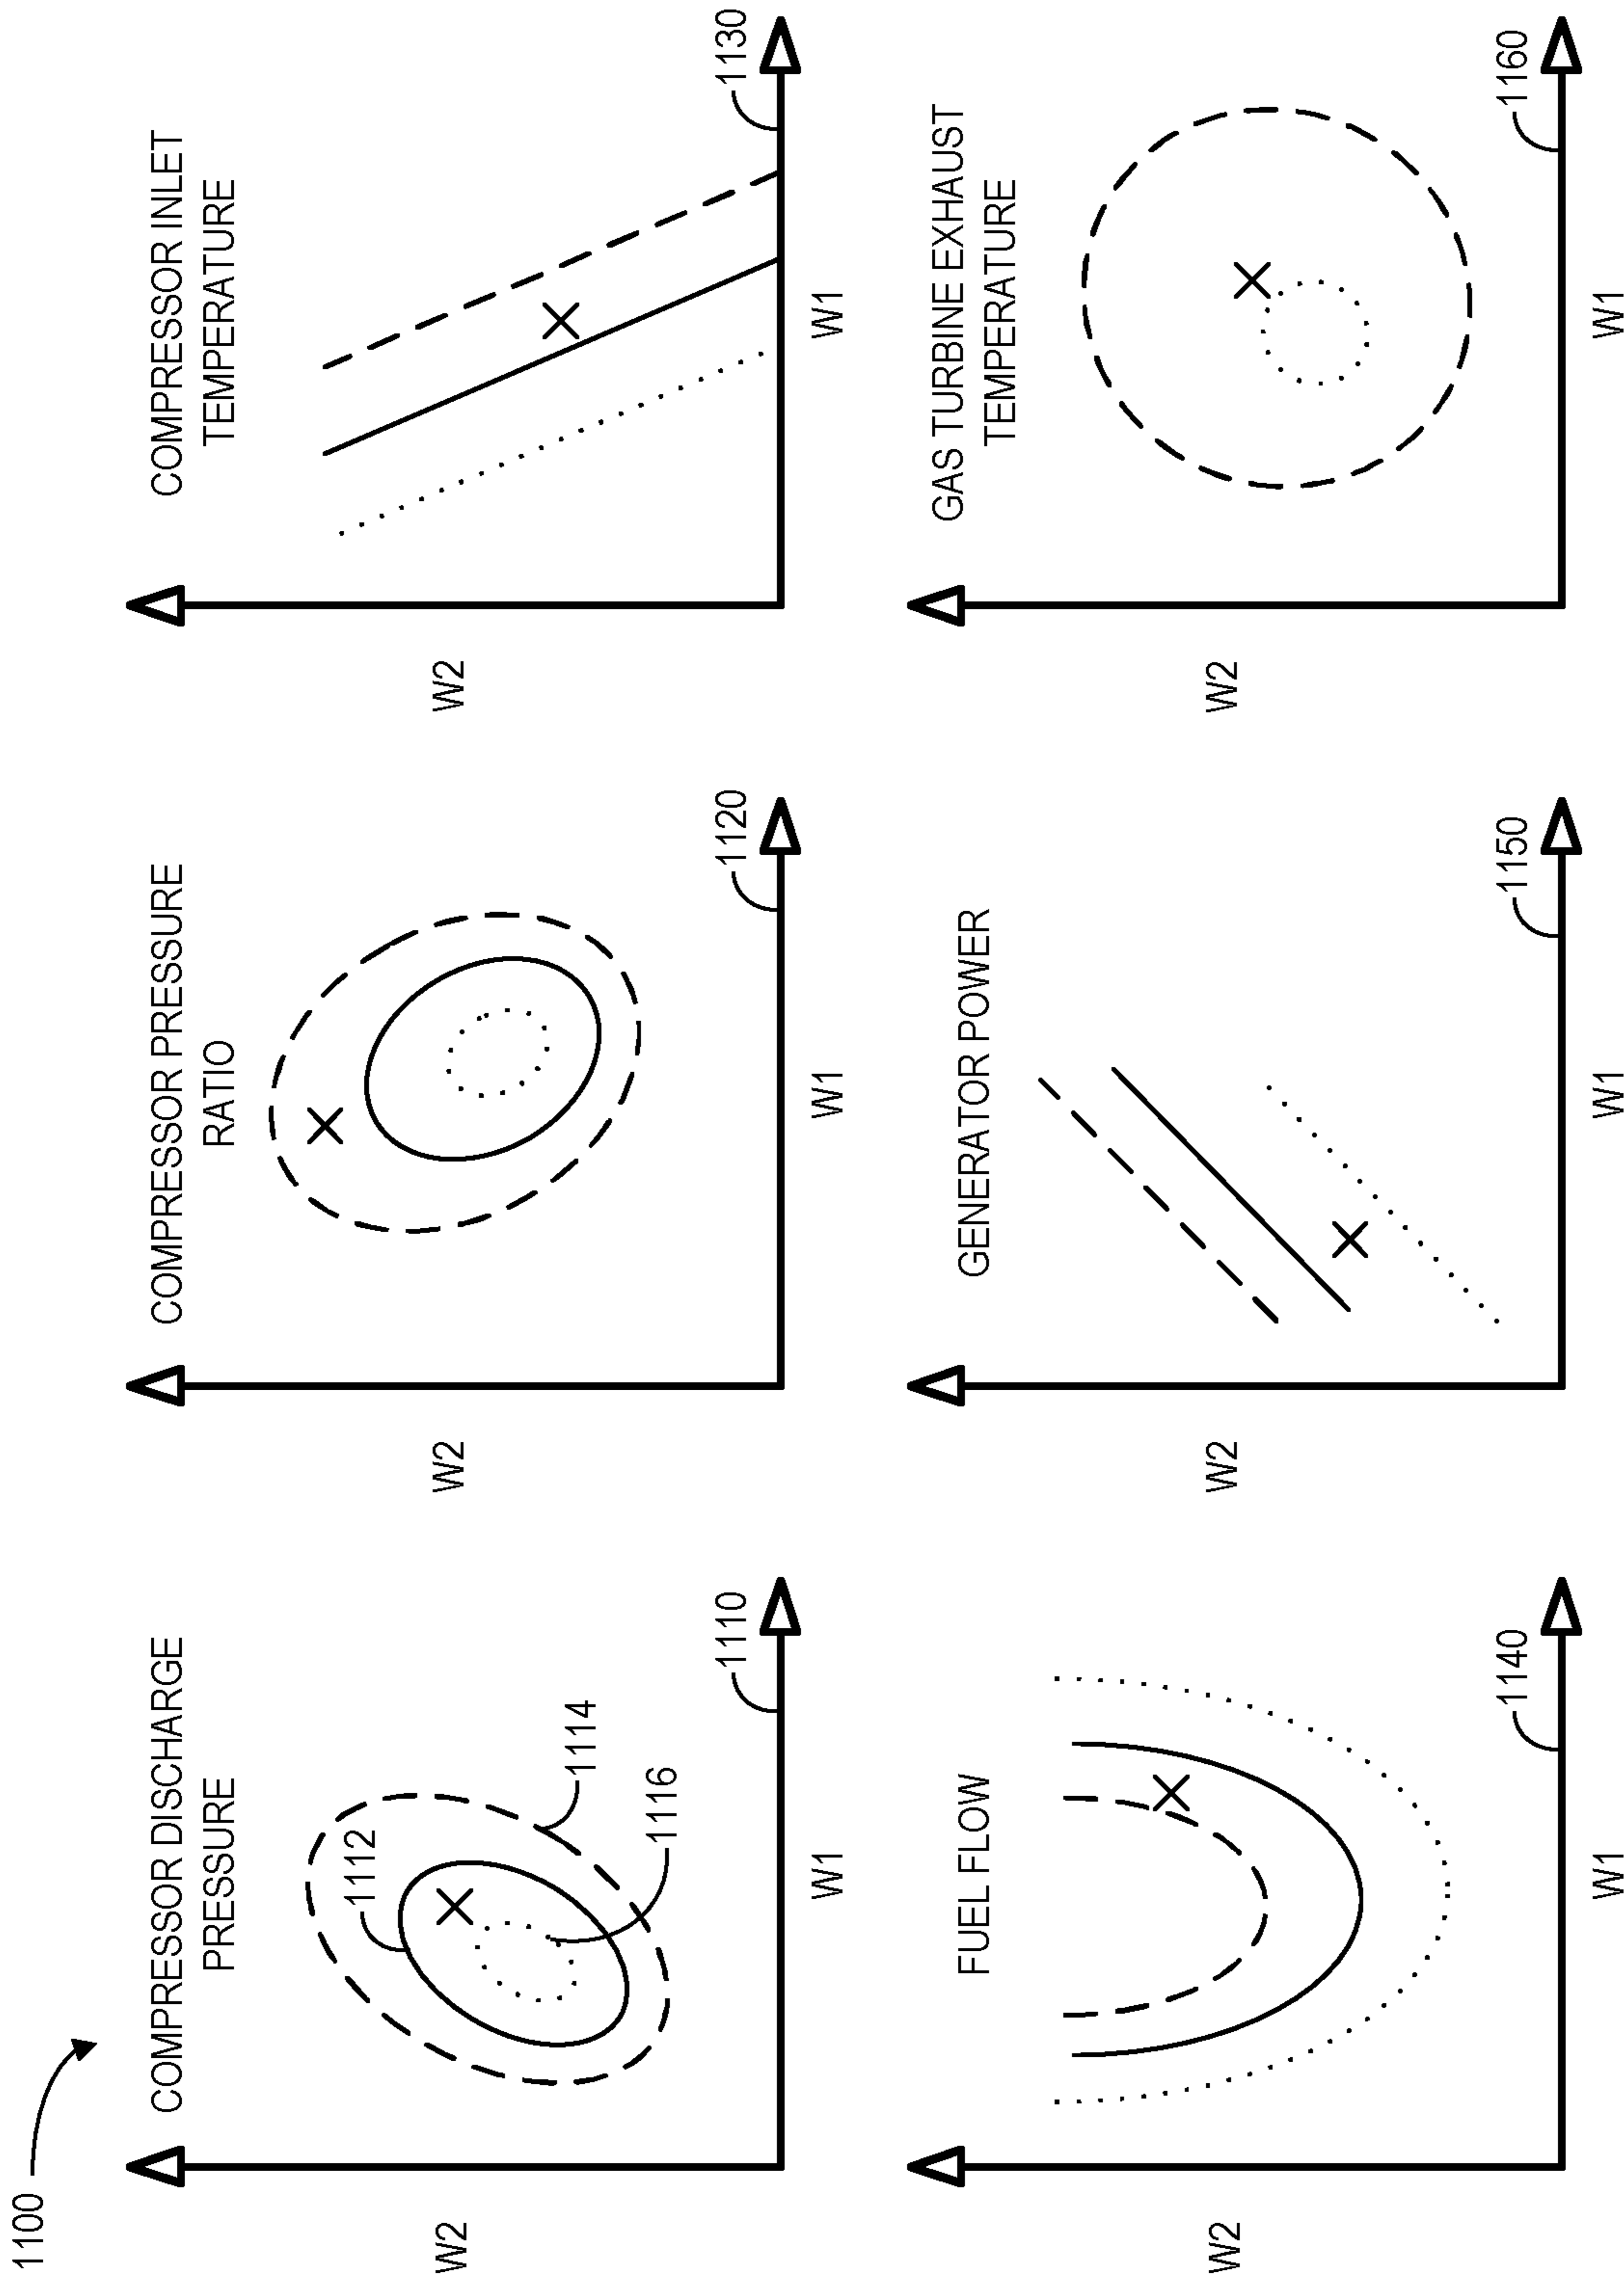 1100
COMPRESSOR DISCHARGE
PRESSURE
1112
1114
1116
W2
1110
W1
COMPRESSOR PRESSURE
RATIO
W2
1120
W1
COMPRESSOR INLET
TEMPERATURE
W2
1130
W1
FUEL FLOW
W2
1140
W1
GENERATOR POWER
W2
1150
W1
GAS TURBINE EXHAUST
TEMPERATURE
W2
1160
W1